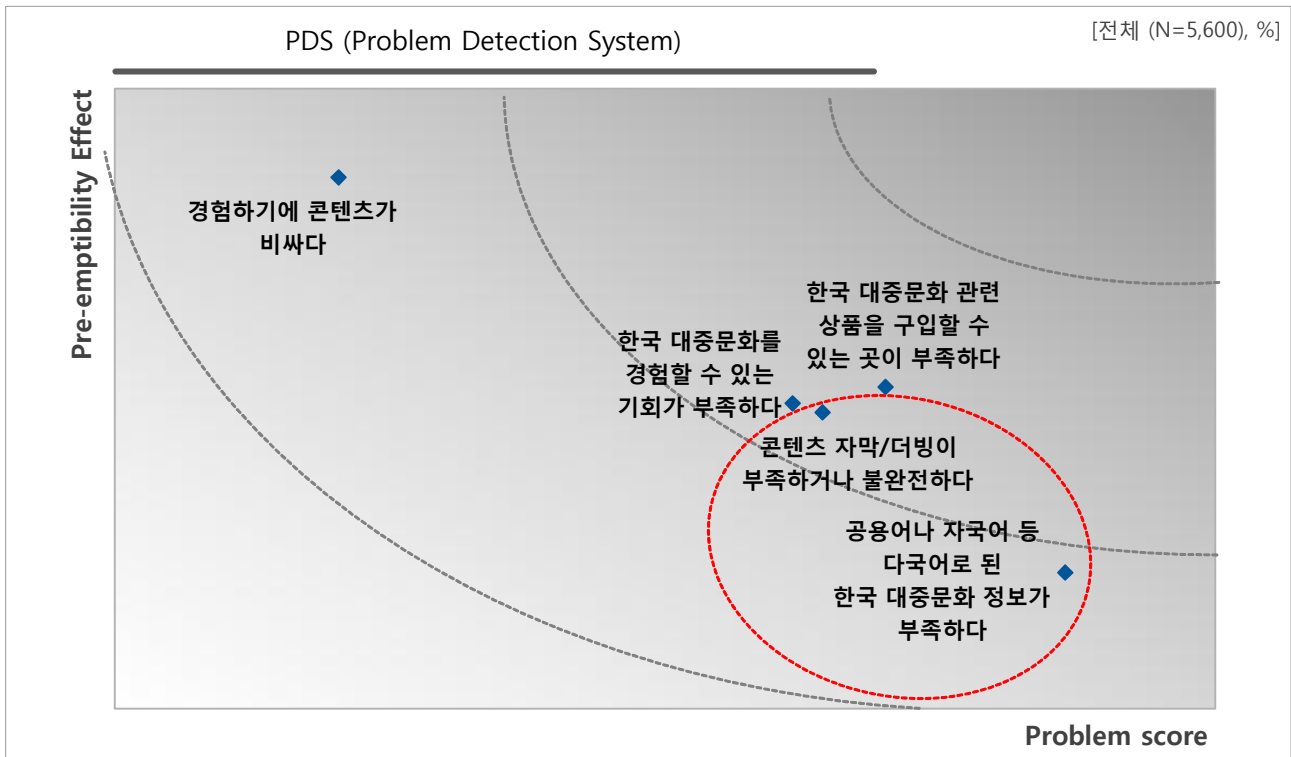 PDS (Problem Detection System)
[전체 (N=5,600), %]
Pre-emptibility Effect
경험하기에 콘텐츠가
비싸다
한국 대중문화 관련
상품을 구입할 수
있는 곳이 부족하다
한국 대중문화를
경험할 수 있는
기회가 부족하다
콘텐츠 자막/더빙이
부족하거나 불완전하다
공용어나 자국어 등
다국어로 된
한국 대중문화 정보가
부족하다
Problem score